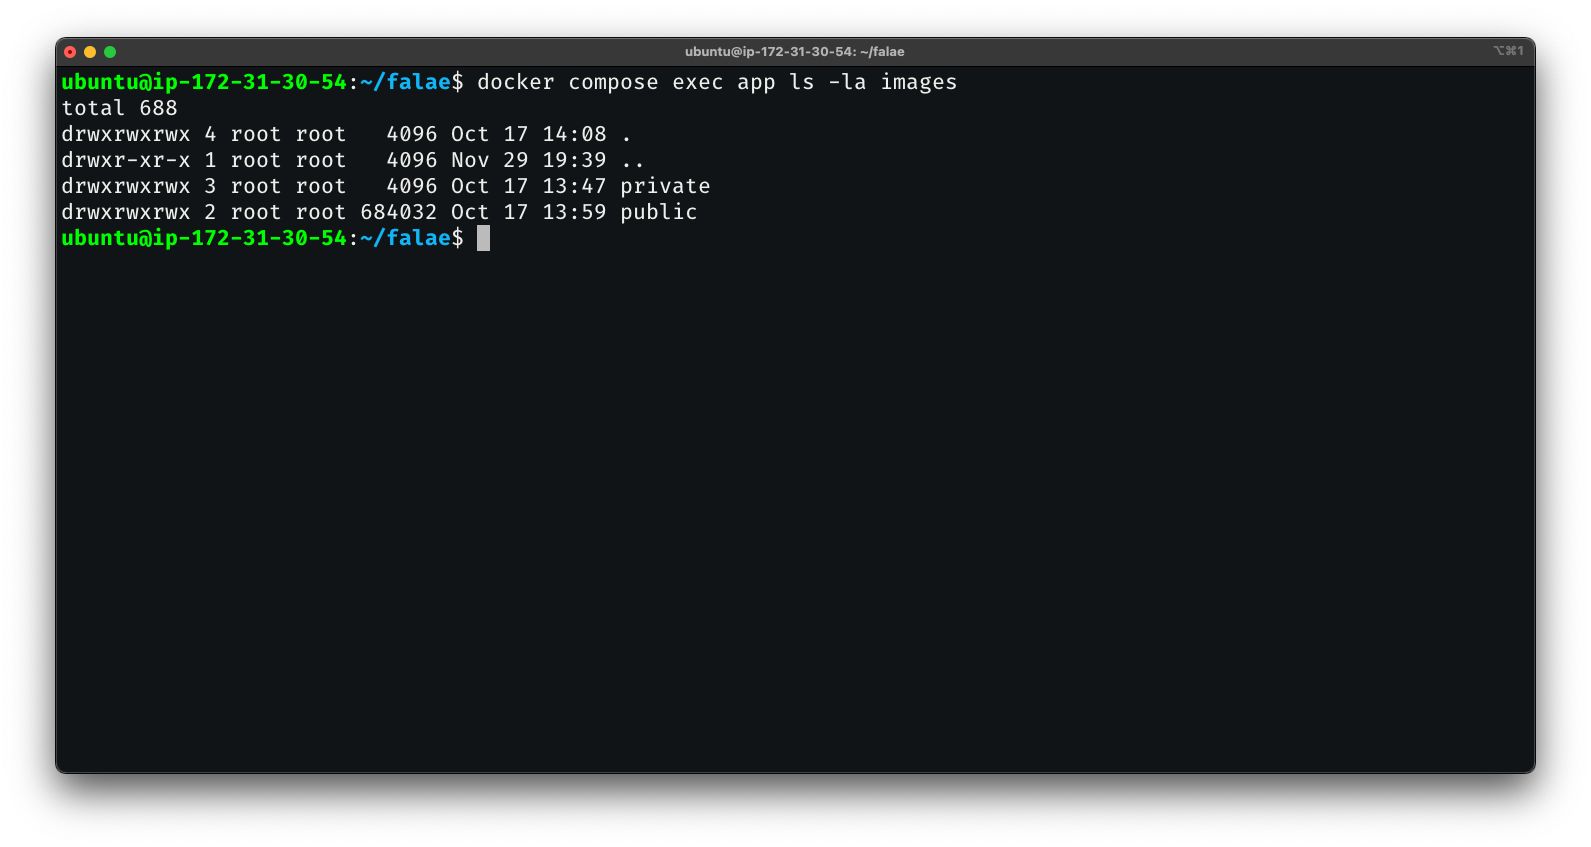 ubuntu@ip-172-31-30-54: ~/falae
⌥⌘1
ubuntu@ip-172-31-30-54:~/falae$ docker compose exec app ls -la images
total 688
drwxrwxrwx 4 root root   4096 Oct 17 14:08 .
drwxr-xr-x 1 root root   4096 Nov 29 19:39 ..
drwxrwxrwx 3 root root   4096 Oct 17 13:47 private
drwxrwxrwx 2 root root 684032 Oct 17 13:59 public
ubuntu@ip-172-31-30-54:~/falae$